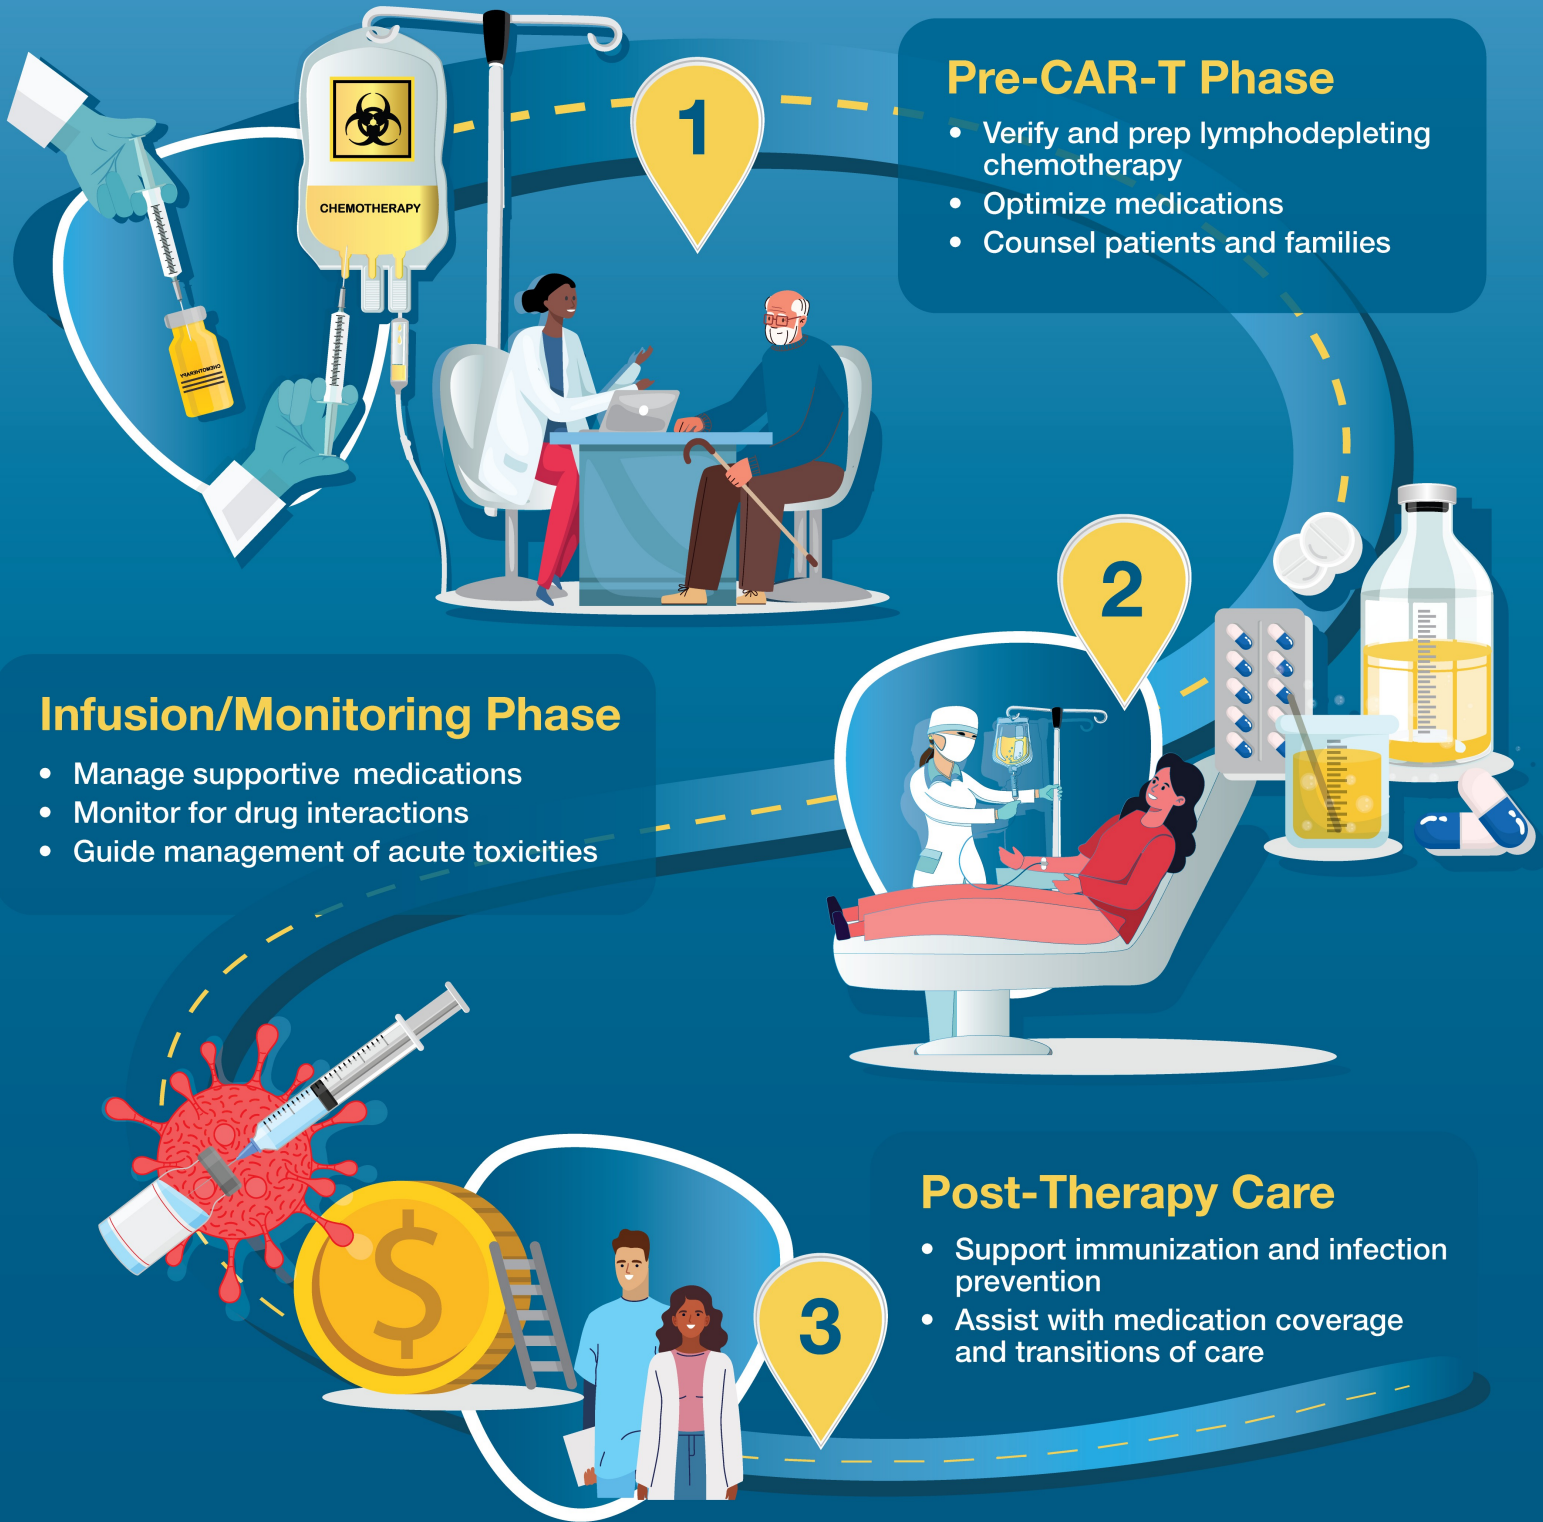 CHEMOTHERAPY
CHEMOTHERAPY
1
Pre-CAR-T Phase
• Verify and prep lymphodepleting
chemotherapy
• Optimize medications
• Counsel patients and families
2
Infusion/Monitoring Phase
• Manage supportive medications
• Monitor for drug interactions
• Guide management of acute toxicities
$
3
Post-Therapy Care
• Support immunization and infection
prevention
• Assist with medication coverage
and transitions of care